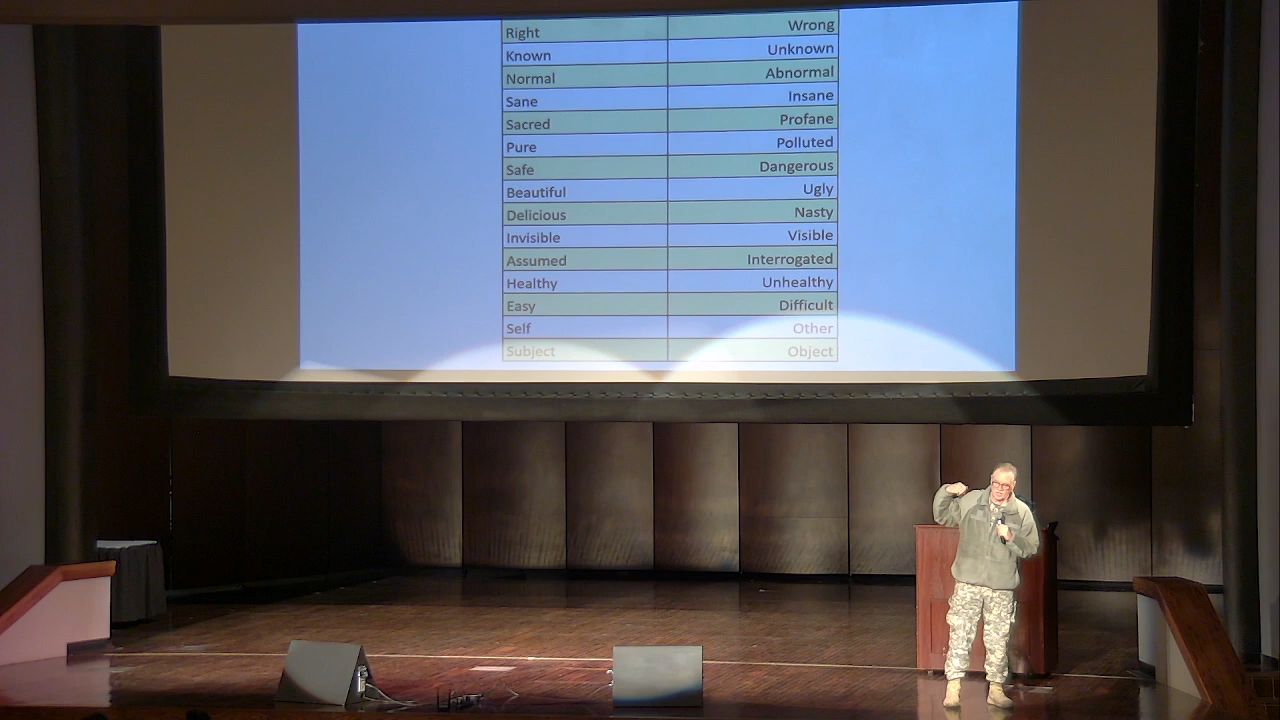 Right Wrong
Known Unknown
Normal Abnormal
Sane Insane
Sacred Profane
Pure Polluted
Safe Dangerous
Beautiful Ugly
Delicious Nasty
Invisible Visible
Assumed Interrogated
Healthy Unhealthy
Easy Difficult
Self Other
Subject Object